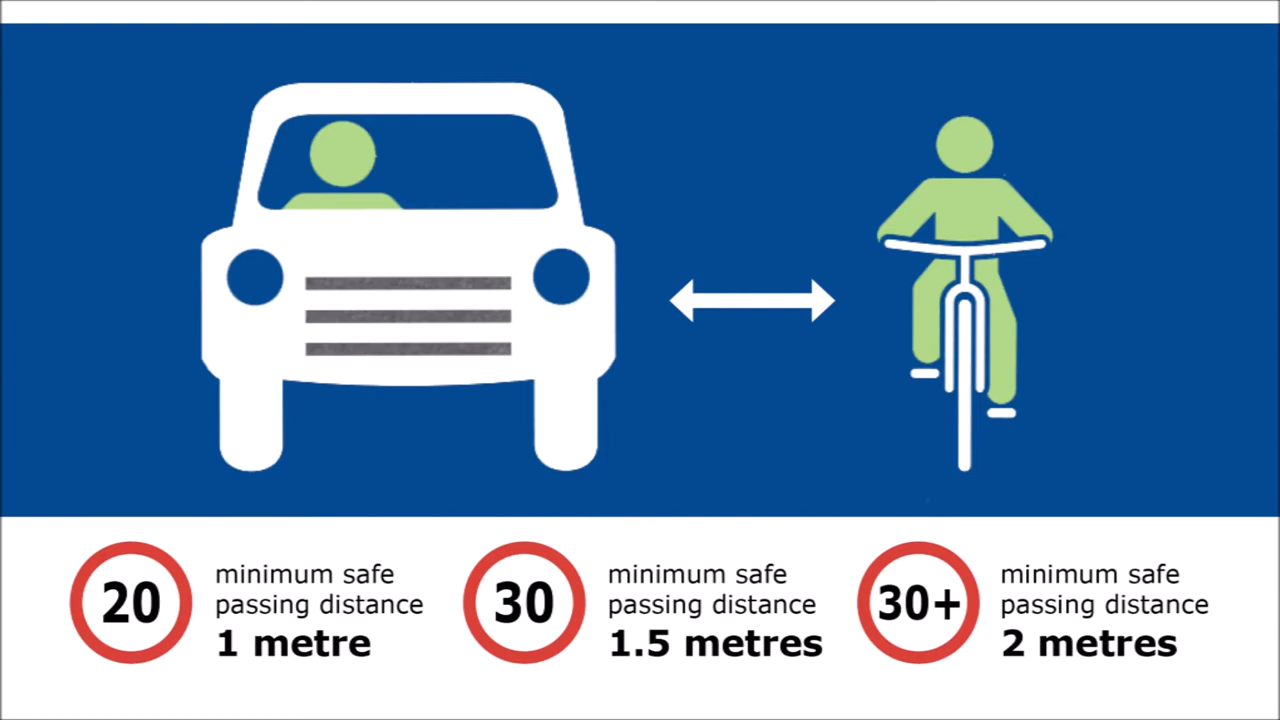 20
minimum safe
passing distance
1 metre
30
minimum safe
passing distance
1.5 metres
30+
minimum safe
passing distance
2 metres